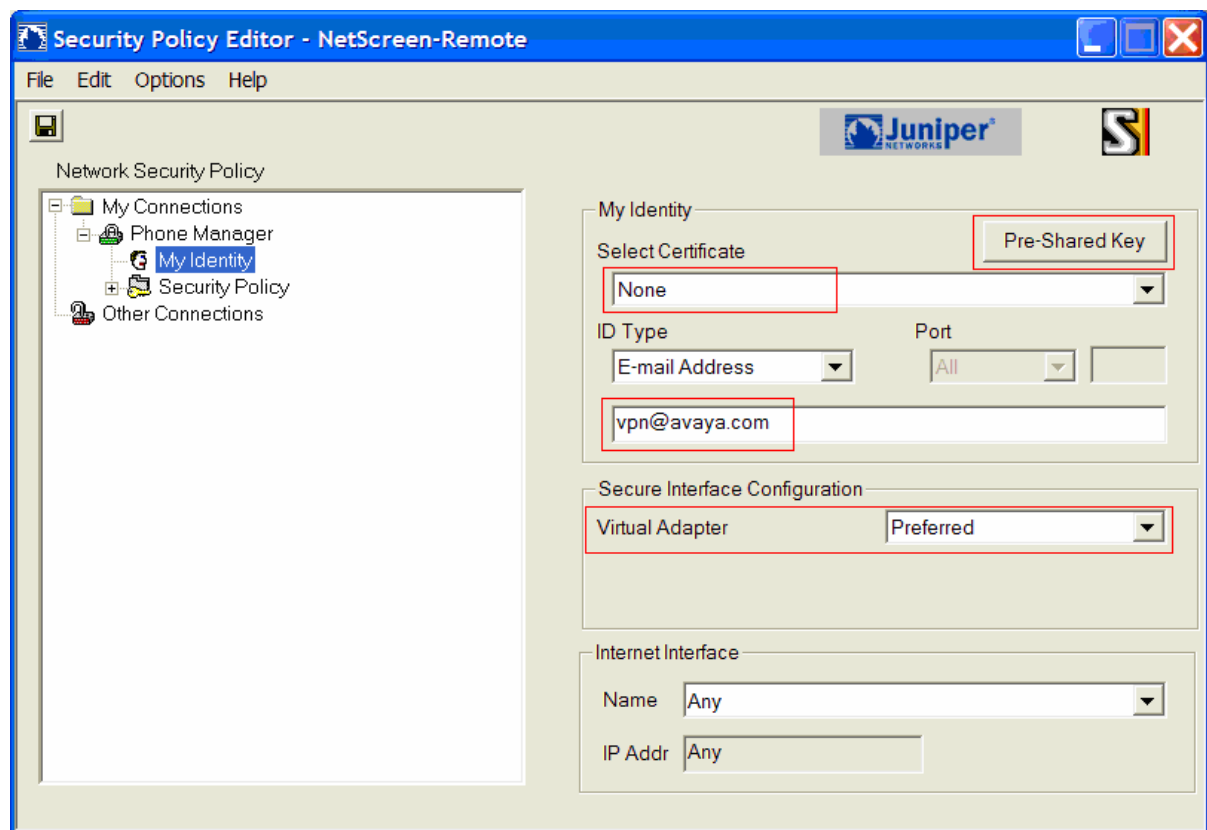 Security Policy Editor - NetScreen-Remote
File Edit Options Help
Juniper
NETWORKS
Network Security Policy
My Connections
Phone Manager
My Identity
Security Policy
Other Connections
My Identity
Pre-Shared Key
Select Certificate
None
ID Type Port
E-mail Address All
vpn@avaya.com
Secure Interface Configuration
Virtual Adapter Preferred
Internet Interface
Name Any
IP Addr Any